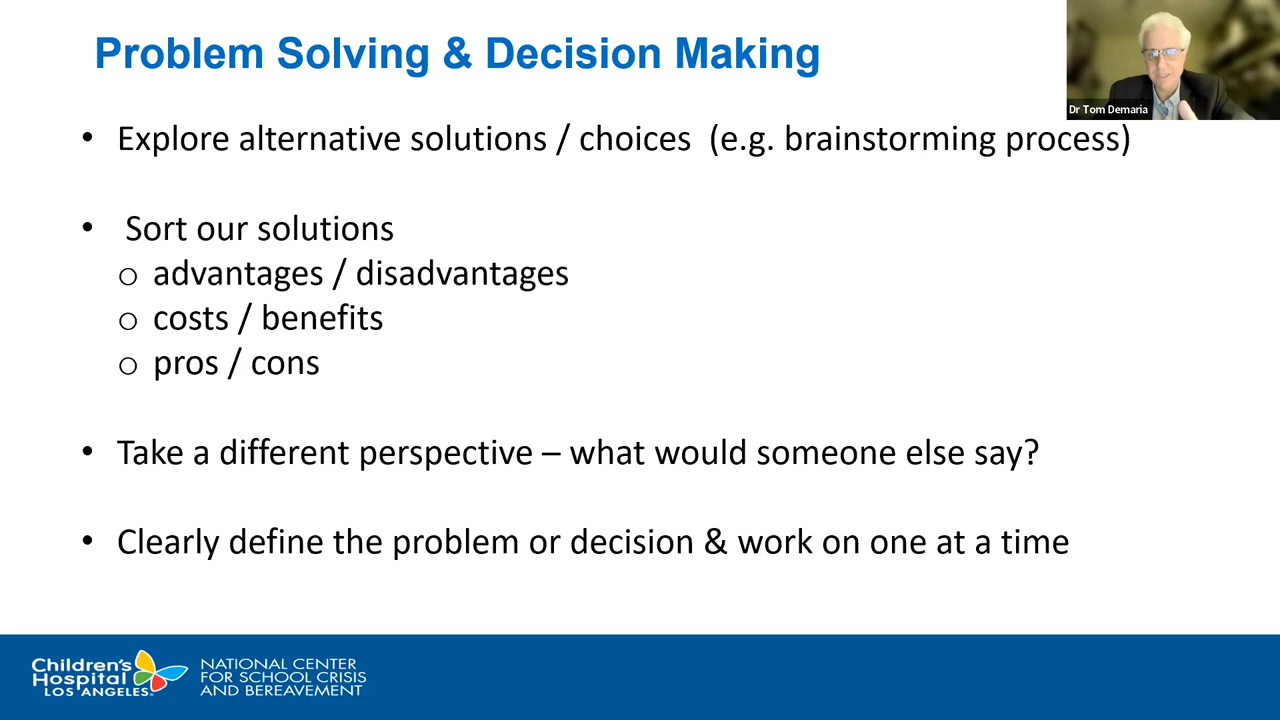 Problem Solving & Decision Making
Dr Tom Demaria
• Explore alternative solutions / choices  (e.g. brainstorming process)
• Sort our solutions
o advantages / disadvantages
o costs / benefits
o pros / cons
• Take a different perspective – what would someone else say?
• Clearly define the problem or decision & work on one at a time
Children's
Hospital
LOS ANGELES
NATIONAL CENTER
FOR SCHOOL CRISIS
AND BEREAVEMENT